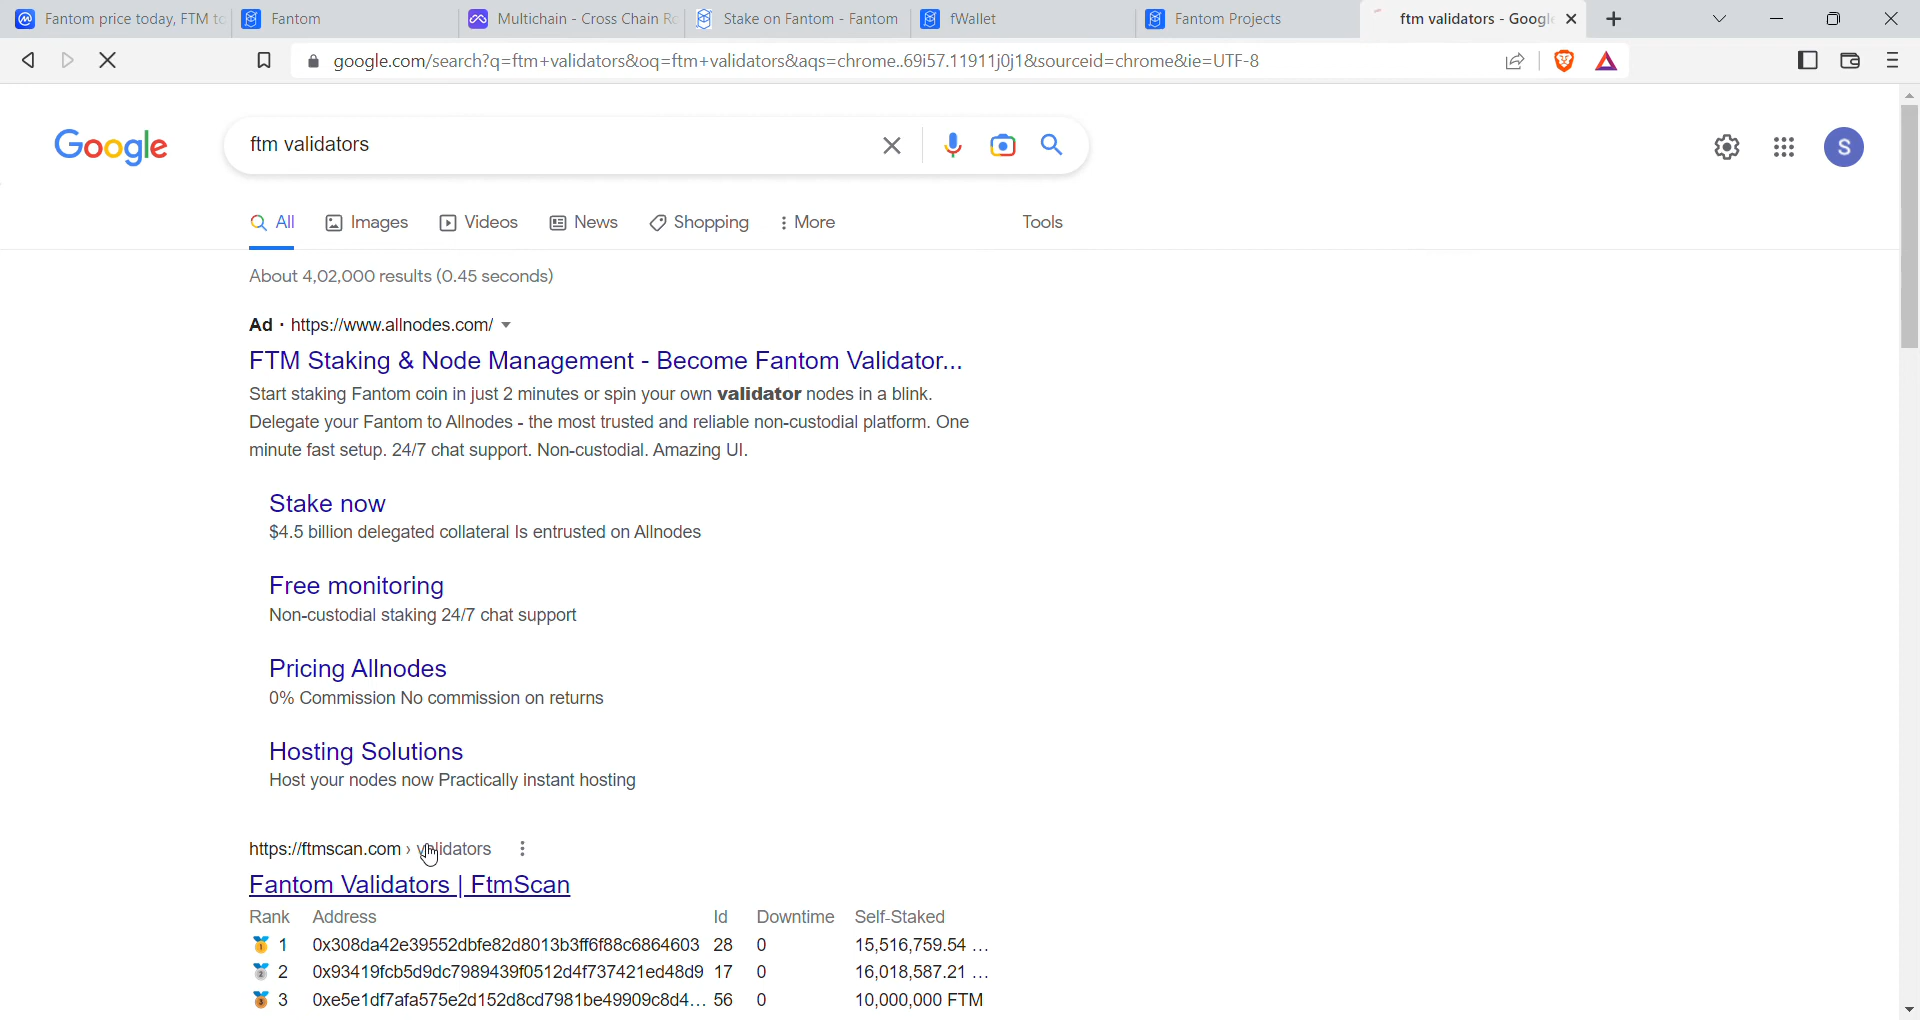 Fantom price today, FTM to
Fantom
Multichain - Cross Chain Ro
Stake on Fantom - Fantom
fWallet
Fantom Projects
ftm validators - Google
google.com/search?q=ftm+validators&oq=ftm+validators&aqs=chrome..69i57.11911j0j1&sourceid=chrome&ie=UTF-8
Google
ftm validators
S
All
Images
Videos
News
Shopping
More
Tools
About 4,02,000 results (0.45 seconds)
Ad · https://www.allnodes.com/
FTM Staking & Node Management - Become Fantom Validator...
Start staking Fantom coin in just 2 minutes or spin your own validator nodes in a blink.
Delegate your Fantom to Allnodes - the most trusted and reliable non-custodial platform. One
minute fast setup. 24/7 chat support. Non-custodial. Amazing UI.
Stake now
$4.5 billion delegated collateral Is entrusted on Allnodes
Free monitoring
Non-custodial staking 24/7 chat support
Pricing Allnodes
0% Commission No commission on returns
Hosting Solutions
Host your nodes now Practically instant hosting
https://ftmscan.com › validators
Fantom Validators | FtmScan
Rank Address Id Downtime Self-Staked
1 0x308da42e39552dbfe82d8013b3ff6f88c6864603 28 0 15,516,759.54 ...
2 0x93419fcb5d9dc7989439f0512d4f737421ed48d9 17 0 16,018,587.21 ...
3 0xe5e1df7afa575e2d152d8cd7981be49909c8d4... 56 0 10,000,000 FTM